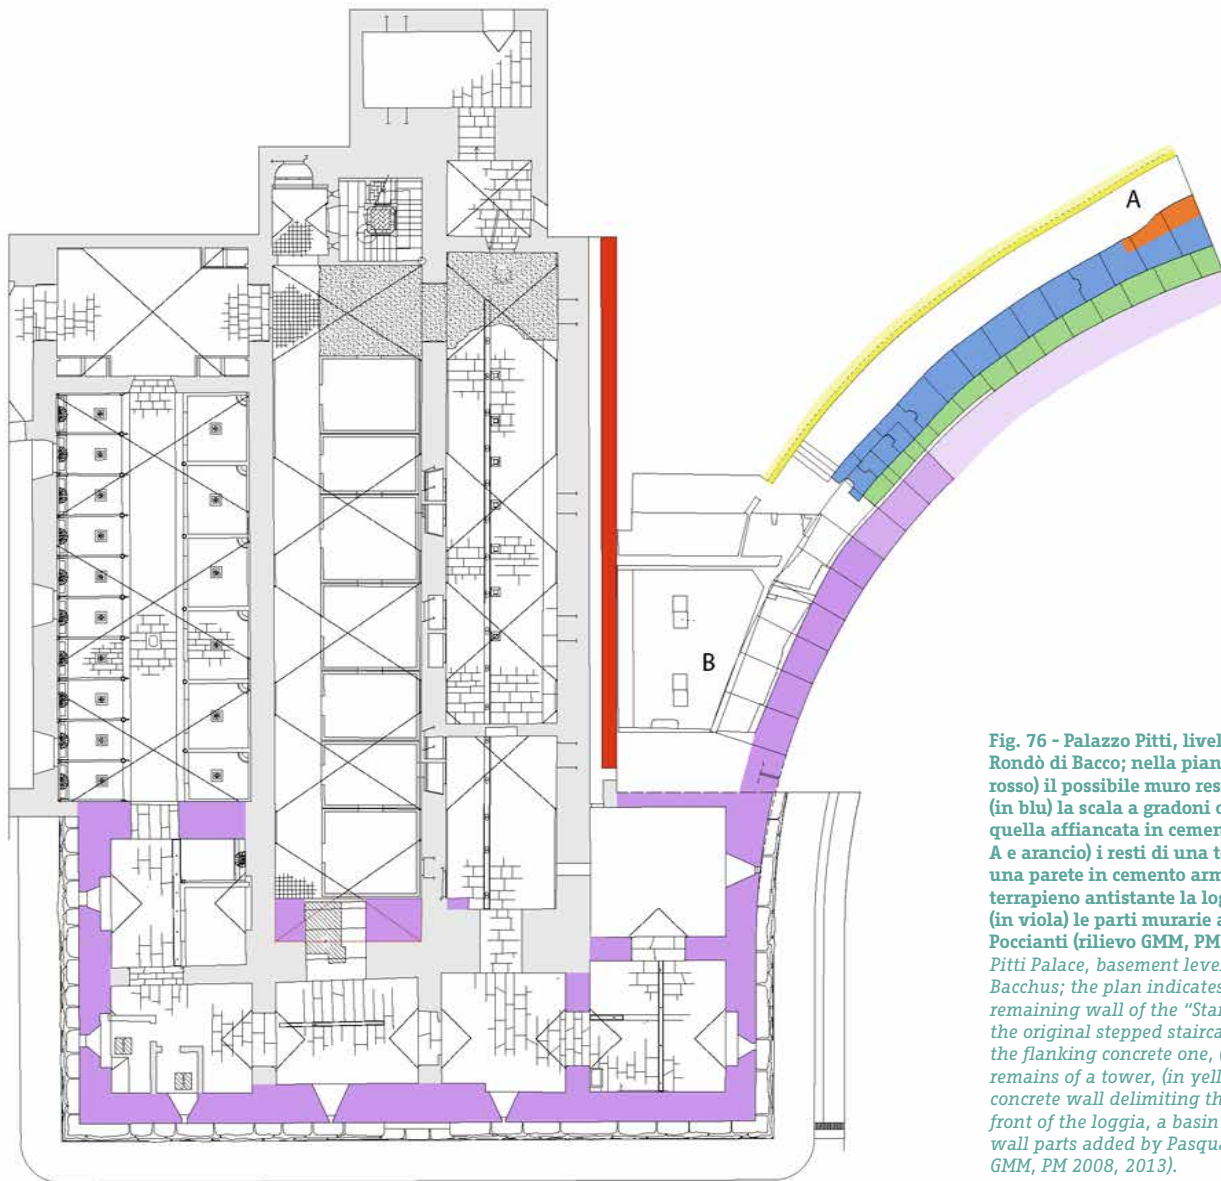 A
B
Fig. 76 - Palazzo Pitti, livel
Rondò di Bacco; nella pian
rosso) il possibile muro res
(in blu) la scala a gradoni o
quella affiancata in cemen
A e arancio) i resti di una t
una parete in cemento arm
terrapieno antistante la log
(in viola) le parti murarie a
Poccianti (rilievo GMM, PM
Pitti Palace, basement leve
Bacchus; the plan indicates
remaining wall of the “Stan
the original stepped stairca
the flanking concrete one, (
remains of a tower, (in yell
concrete wall delimiting th
front of the loggia, a basin
wall parts added by Pasqua
GMM, PM 2008, 2013).